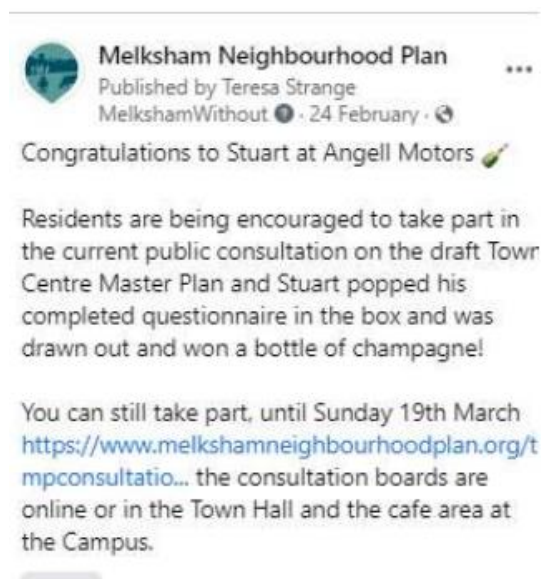 Melksham Neighbourhood Plan
Published by Teresa Strange
MelkshamWithout · 24 February ·
Congratulations to Stuart at Angell Motors 🍾
Residents are being encouraged to take part in
the current public consultation on the draft Town
Centre Master Plan and Stuart popped his
completed questionnaire in the box and was
drawn out and won a bottle of champagne!
You can still take part, until Sunday 19th March
https://www.melkshamneighbourhoodplan.org/t
mpconsultatio... the consultation boards are
online or in the Town Hall and the cafe area at
the Campus.